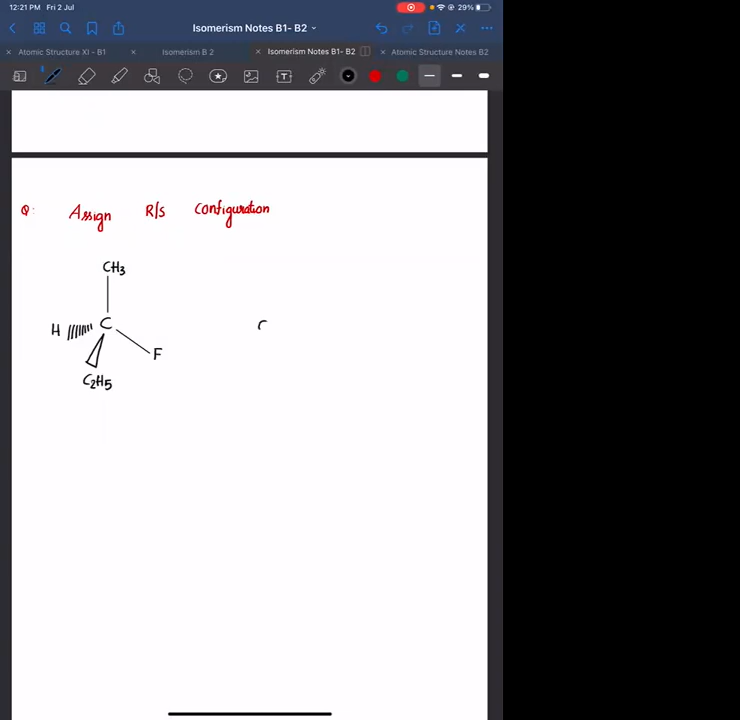 12:21 PM Fri 2 Jul 29%
Isomerism Notes B1- B2
Atomic Structure XI - B1 Isomerism B 2 Isomerism Notes B1- B2 Atomic Structure Notes B2
Q: Assign R/S Configuration
CH3
H C
F
C2H5
C